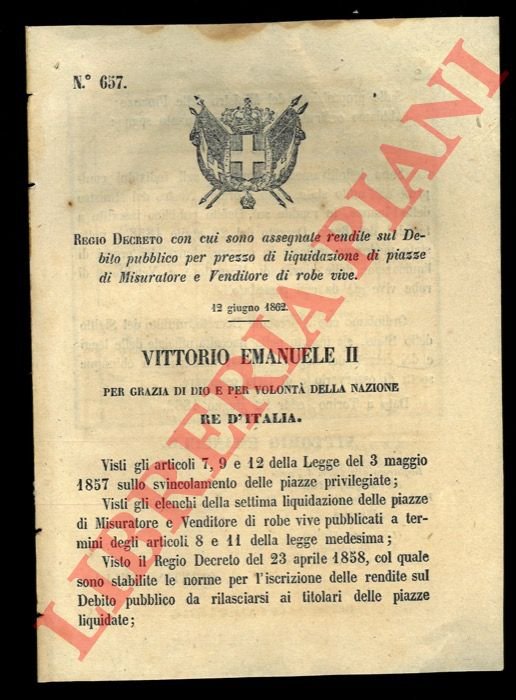 N.° 657.
REGIO DECRETO con cui sono assegnate rendite sul De-
bito pubblico per prezzo di liquidazione di piazze
di Misuratore e Venditore di robe vive.
12 giugno 1862.
VITTORIO EMANUELE II
PER GRAZIA DI DIO E PER VOLONTÀ DELLA NAZIONE
RE D'ITALIA.
Visti gli articoli 7, 9 e 12 della Legge del 3 maggio
1857 sullo svincolamento delle piazze privilegiate;
Visti gli elenchi della settima liquidazione delle piazze
di Misuratore e Venditore di robe vive pubblicati a ter-
mini degli articoli 8 e 11 della legge medesima;
Visto il Regio Decreto del 23 aprile 1858, col quale
sono stabilite le norme per l'iscrizione delle rendite sul
Debito pubblico da rilasciarsi ai titolari delle piazze
liquidate;
LIBRERIA PIANI